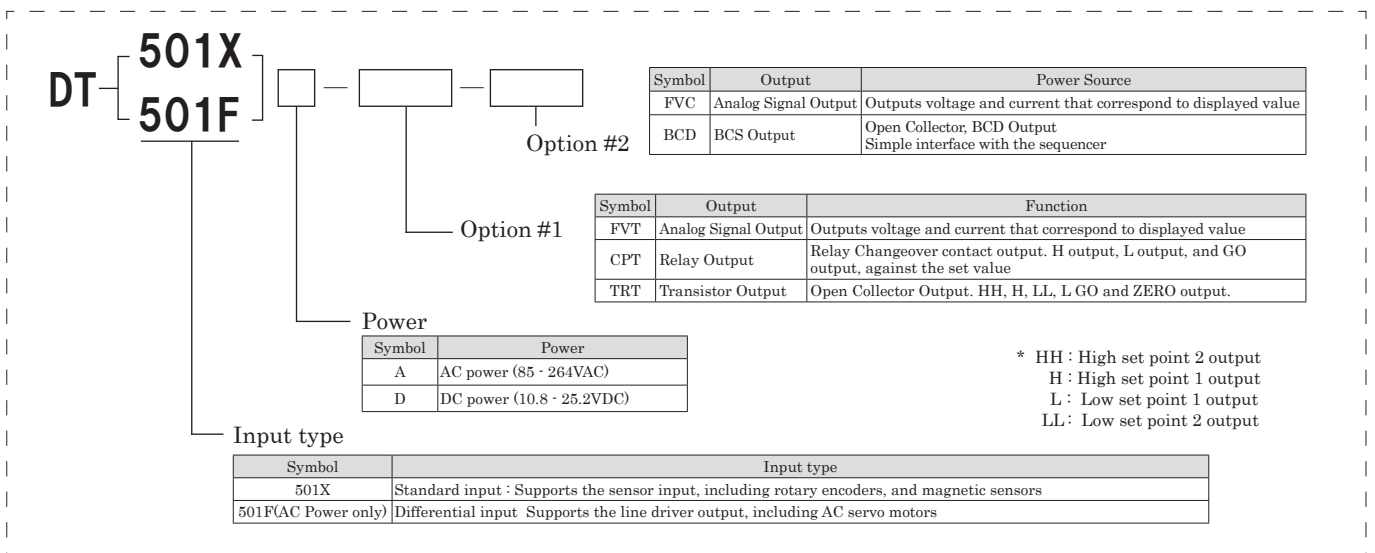 DT 501X
501F
Option #2
Symbol Output Power Source
FVC Analog Signal Output Outputs voltage and current that correspond to displayed value
BCD BCS Output Open Collector, BCD Output
Simple interface with the sequencer
Option #1
Symbol Output Function
FVT Analog Signal Output Outputs voltage and current that correspond to displayed value
CPT Relay Output Relay Changeover contact output. H output, L output, and GO
output, against the set value
TRT Transistor Output Open Collector Output. HH, H, LL, L GO and ZERO output.
Power
Symbol Power
A AC power (85 - 264VAC)
D DC power (10.8 - 25.2VDC)
* HH : High set point 2 output
H : High set point 1 output
L : Low set point 1 output
LL : Low set point 2 output
Input type
Symbol Input type
501X Standard input : Supports the sensor input, including rotary encoders, and magnetic sensors
501F(AC Power only) Differential input Supports the line driver output, including AC servo motors